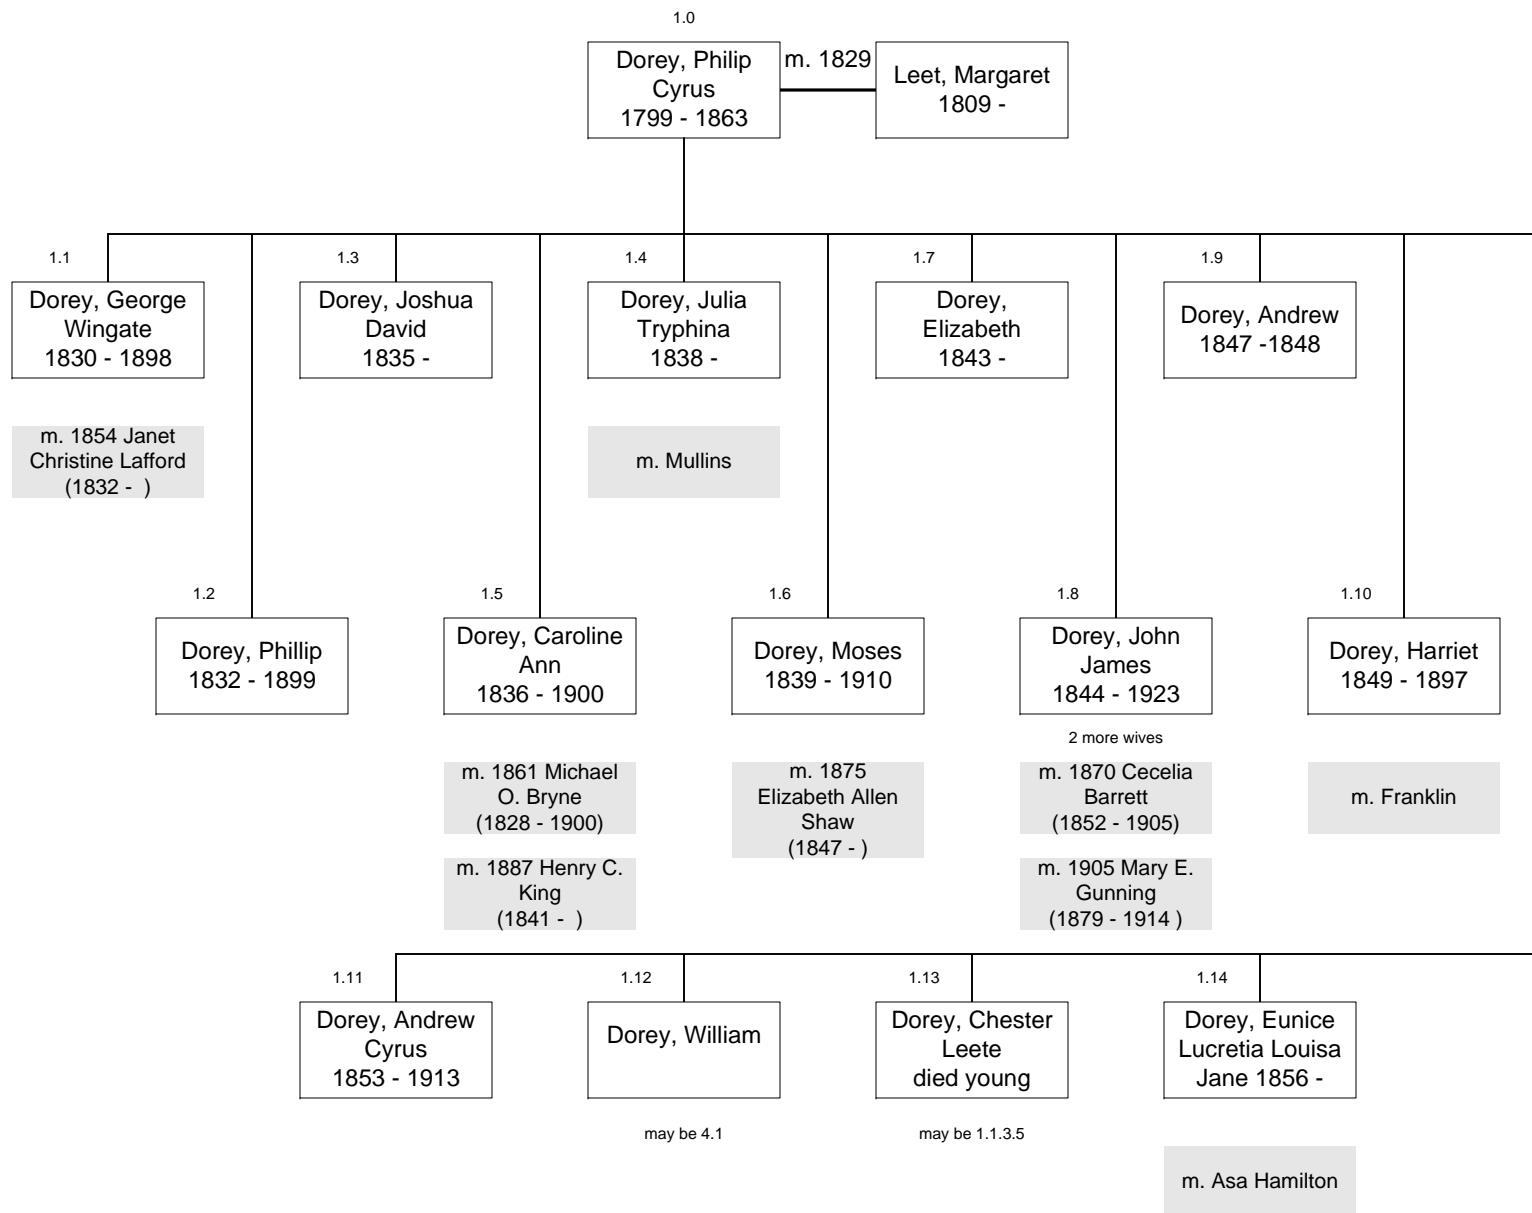 1.0
Dorey, Philip
Cyrus
1799 - 1863
m. 1829
Leet, Margaret
1809 -
1.1
Dorey, George
Wingate
1830 - 1898
m. 1854 Janet
Christine Lafford
(1832 -  )
1.3
Dorey, Joshua
David
1835 -
1.4
Dorey, Julia
Tryphina
1838 -
m. Mullins
1.7
Dorey,
Elizabeth
1843 -
1.9
Dorey, Andrew
1847 -1848
1.2
Dorey, Phillip
1832 - 1899
1.5
Dorey, Caroline
Ann
1836 - 1900
m. 1861 Michael
O. Bryne
(1828 - 1900)
m. 1887 Henry C.
King
(1841 -  )
1.6
Dorey, Moses
1839 - 1910
m. 1875
Elizabeth Allen
Shaw
(1847 - )
1.8
Dorey, John
James
1844 - 1923
2 more wives
m. 1870 Cecelia
Barrett
(1852 - 1905)
m. 1905 Mary E.
Gunning
(1879 - 1914 )
1.10
Dorey, Harriet
1849 - 1897
m. Franklin
1.11
Dorey, Andrew
Cyrus
1853 - 1913
1.12
Dorey, William
may be 4.1
1.13
Dorey, Chester
Leete
died young
may be 1.1.3.5
1.14
Dorey, Eunice
Lucretia Louisa
Jane 1856 -
m. Asa Hamilton